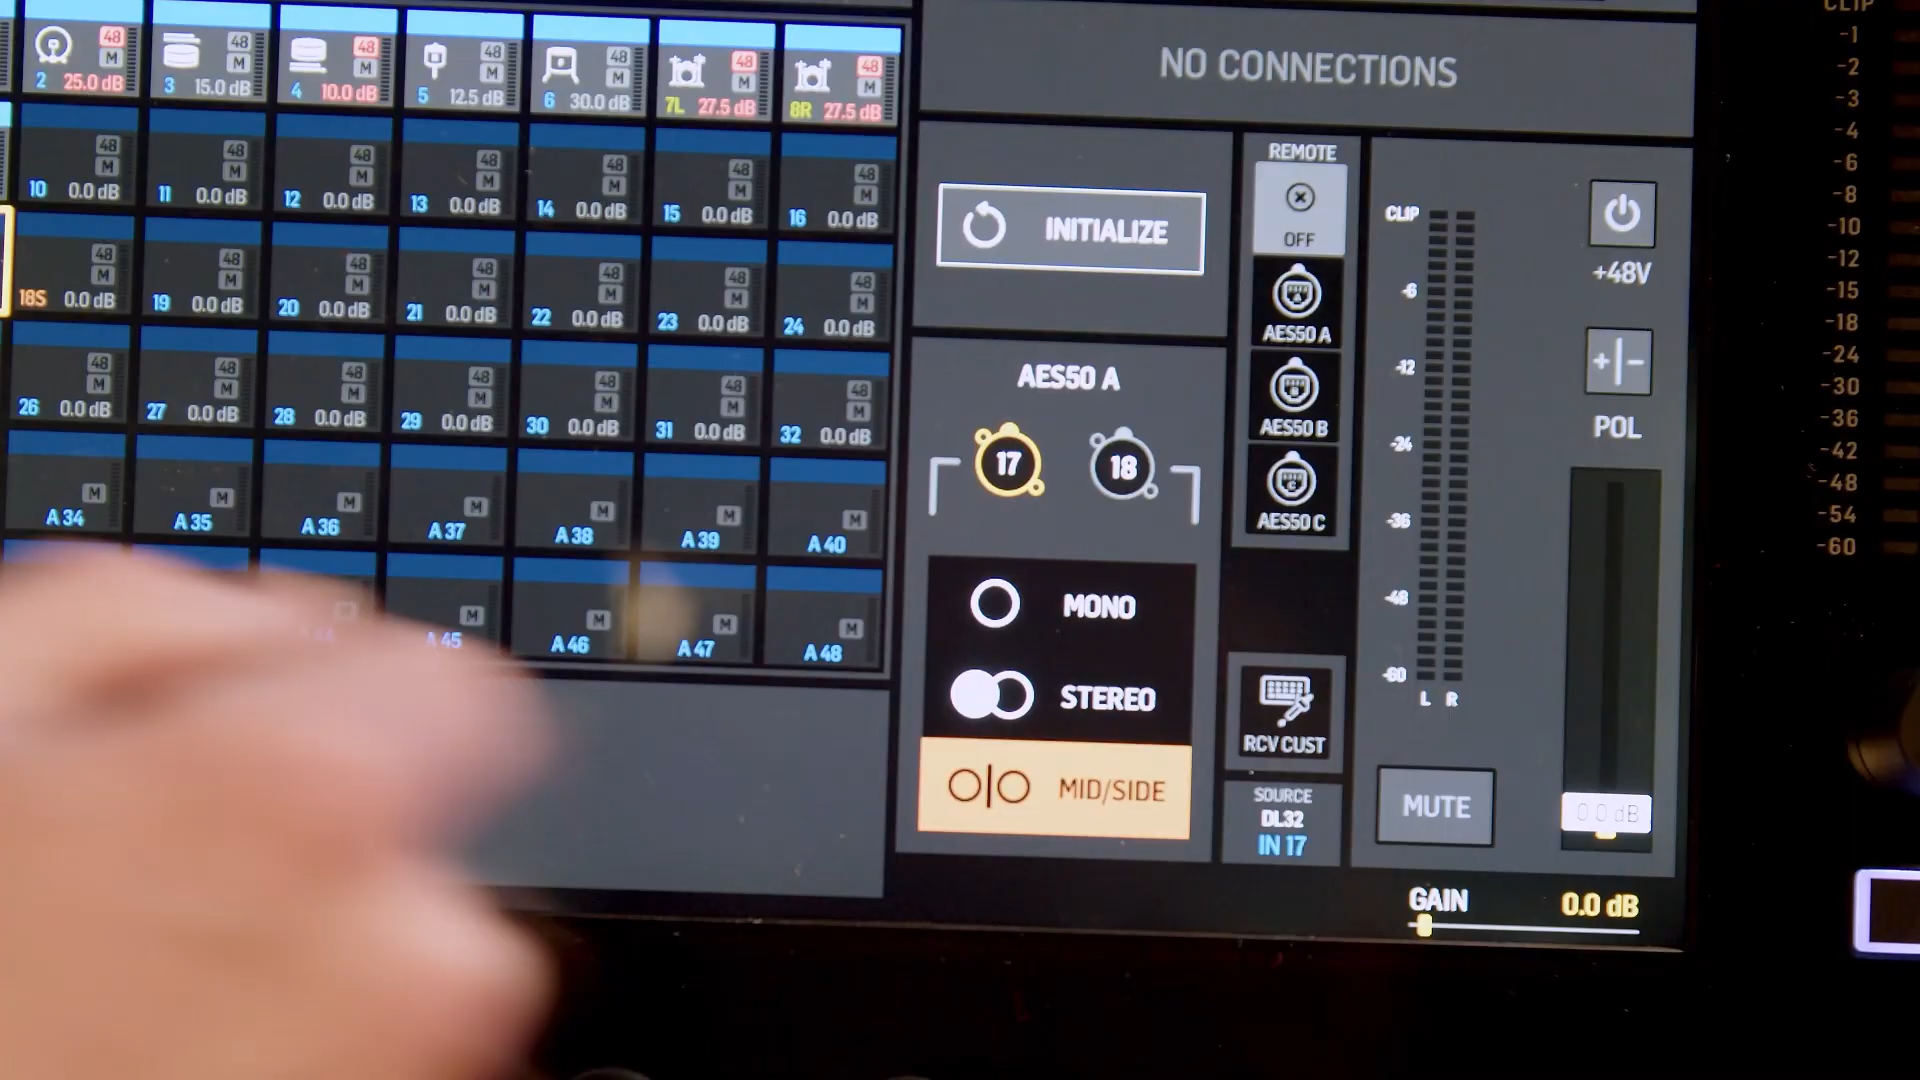 48 48 48 48 48 48 48
M M M M M M M
2 25.0 dB 3 15.0 dB 4 10.0 dB 5 12.5 dB 6 30.0 dB 7L 27.5 dB 8R 27.5 dB
48 48 48 48 48 48 48
M M M M M M M
10 0.0 dB 11 0.0 dB 12 0.0 dB 13 0.0 dB 14 0.0 dB 15 0.0 dB 16 0.0 dB
48 48 48 48 48 48 48
M M M M M M M
18S 0.0 dB 19 0.0 dB 20 0.0 dB 21 0.0 dB 22 0.0 dB 23 0.0 dB 24 0.0 dB
48 48 48 48 48 48 48
M M M M M M M
26 0.0 dB 27 0.0 dB 28 0.0 dB 29 0.0 dB 30 0.0 dB 31 0.0 dB 32 0.0 dB
M M M M M M M
A 34 A 35 A 36 A 37 A 38 A 39 A 40
M M M M
A 46 A 47 A 48
NO CONNECTIONS
INITIALIZE
AES50 A
17 18
MONO
STEREO
MID/SIDE
REMOTE
OFF
A
AES50 A
B
AES50 B
C
AES50 C
RCV CUST
SOURCE
DL32
IN 17
CLIP
-6
-12
-24
-36
-48
-60
L R
MUTE
+48V
+|-
POL
0.0 dB
GAIN 0.0 dB
CLIP
-1
-2
-3
-4
-6
-8
-10
-12
-15
-18
-24
-30
-36
-42
-48
-54
-60